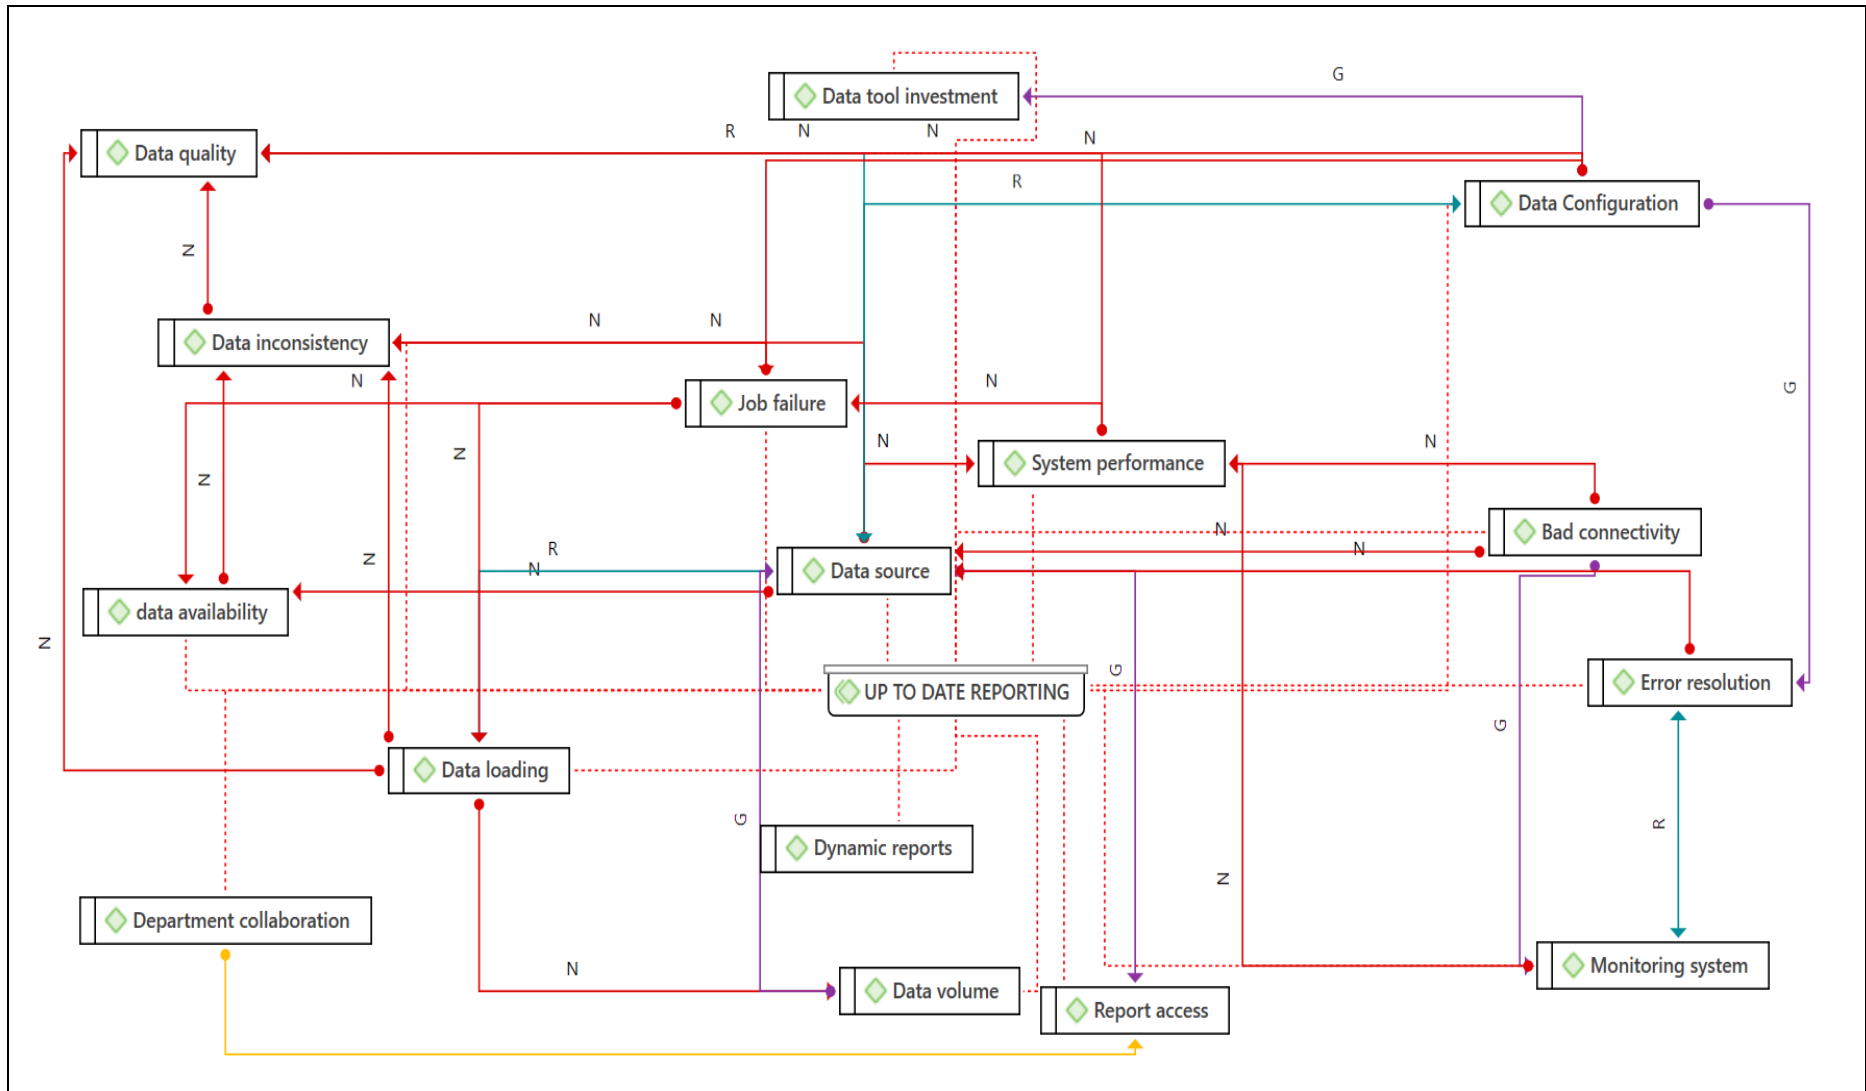 G
Data tool investment
R
N
N
N
Data quality
R
Data Configuration
N
N
N
Data inconsistency
N
N
G
Job failure
N
N
N
System performance
N
N
Bad connectivity
N
R
N
N
N
Data source
data availability
N
G
UP TO DATE REPORTING
Error resolution
G
Data loading
G
R
Dynamic reports
N
Department collaboration
N
Monitoring system
Data volume
Report access